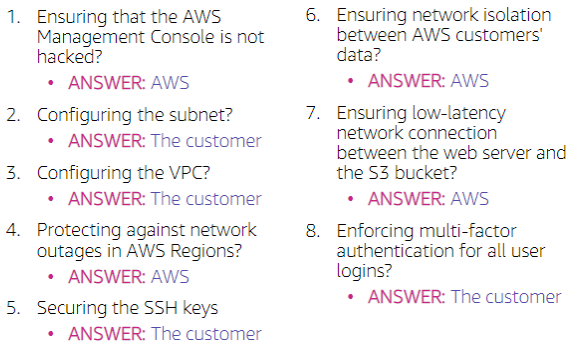 1. Ensuring that the AWS
Management Console is not
hacked?
• ANSWER: AWS
2. Configuring the subnet?
• ANSWER: The customer
3. Configuring the VPC?
• ANSWER: The customer
4. Protecting against network
outages in AWS Regions?
• ANSWER: AWS
5. Securing the SSH keys
• ANSWER: The customer
6. Ensuring network isolation
between AWS customers'
data?
• ANSWER: AWS
7. Ensuring low-latency
network connection
between the web server and
the S3 bucket?
• ANSWER: AWS
8. Enforcing multi-factor
authentication for all user
logins?
• ANSWER: The customer